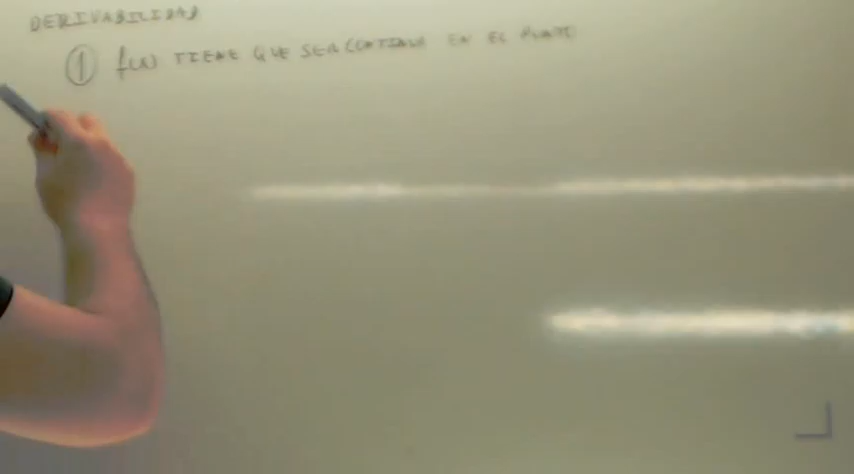 DERIVABILIDAD
① f(x) TIENE QUE SER CONTINUA EN EL PUNTO